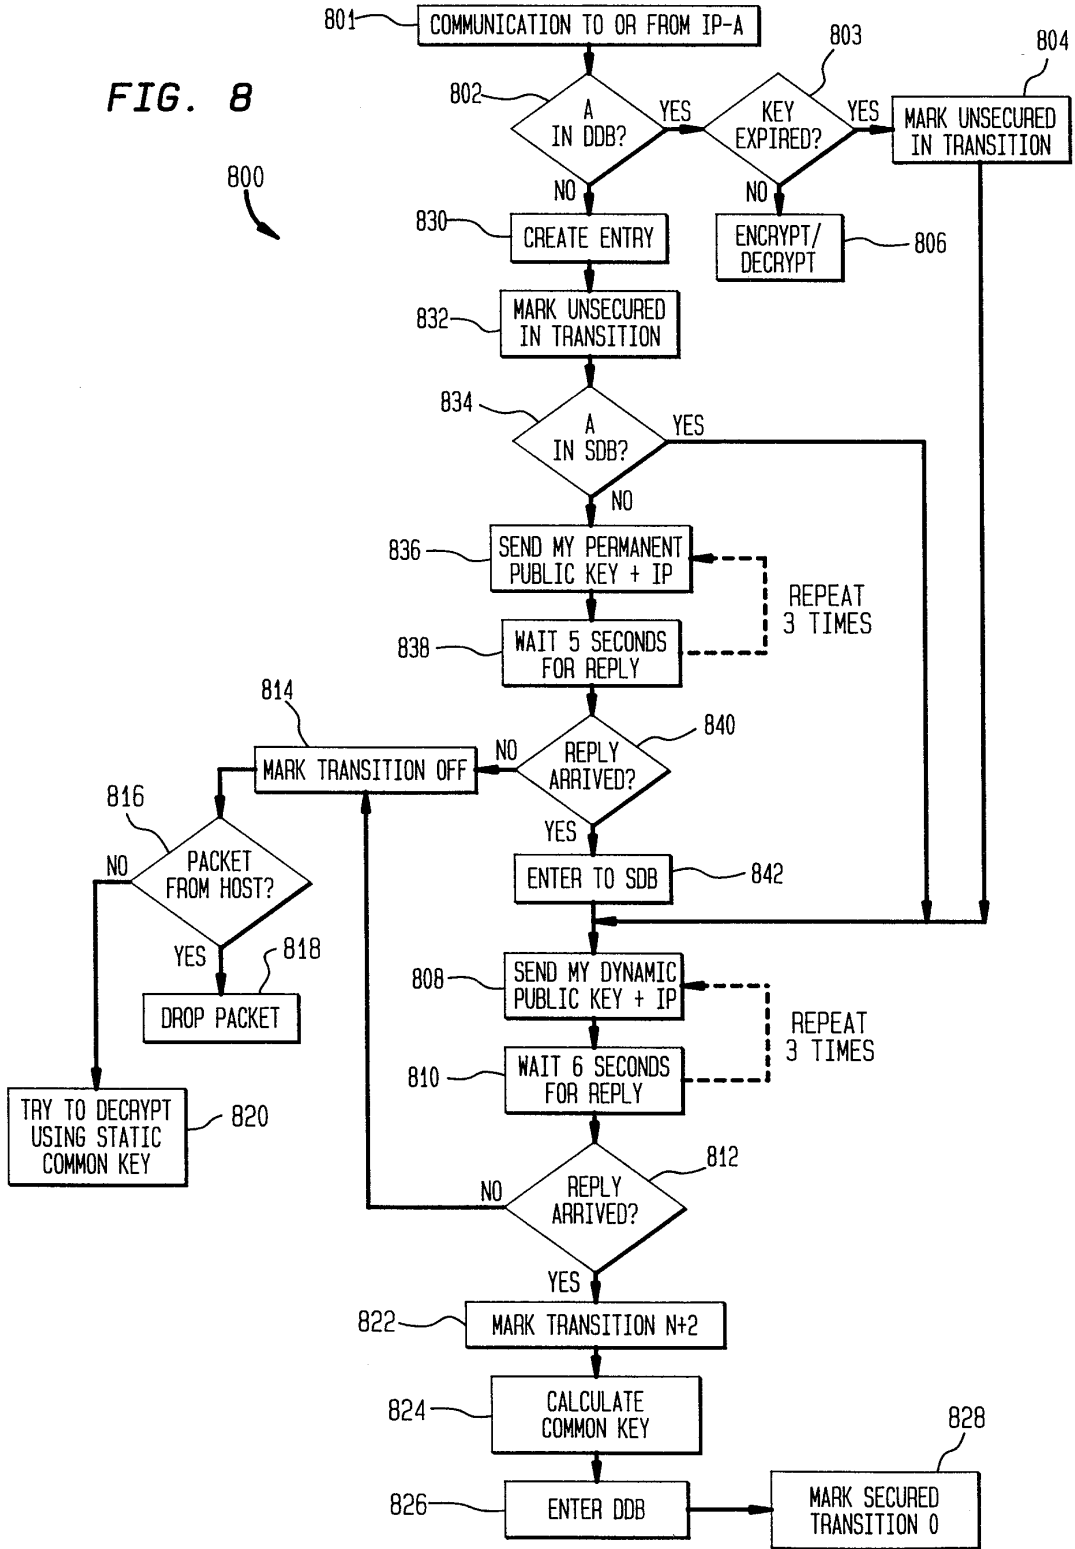 801
COMMUNICATION TO OR FROM IP-A
FIG. 8
800
802
A
IN DDB?
YES
NO
803
KEY
EXPIRED?
YES
NO
804
MARK UNSECURED
IN TRANSITION
830
CREATE ENTRY
ENCRYPT/
DECRYPT
806
832
MARK UNSECURED
IN TRANSITION
834
A
IN SDB?
YES
NO
836
SEND MY PERMANENT
PUBLIC KEY + IP
REPEAT
3 TIMES
838
WAIT 5 SECONDS
FOR REPLY
814
MARK TRANSITION OFF
NO
840
REPLY
ARRIVED?
YES
816
PACKET
FROM HOST?
NO
YES
842
ENTER TO SDB
818
DROP PACKET
808
SEND MY DYNAMIC
PUBLIC KEY + IP
REPEAT
3 TIMES
810
WAIT 6 SECONDS
FOR REPLY
TRY TO DECRYPT
USING STATIC
COMMON KEY
820
812
REPLY
ARRIVED?
NO
YES
822
MARK TRANSITION N+2
824
CALCULATE
COMMON KEY
826
ENTER DDB
828
MARK SECURED
TRANSITION 0